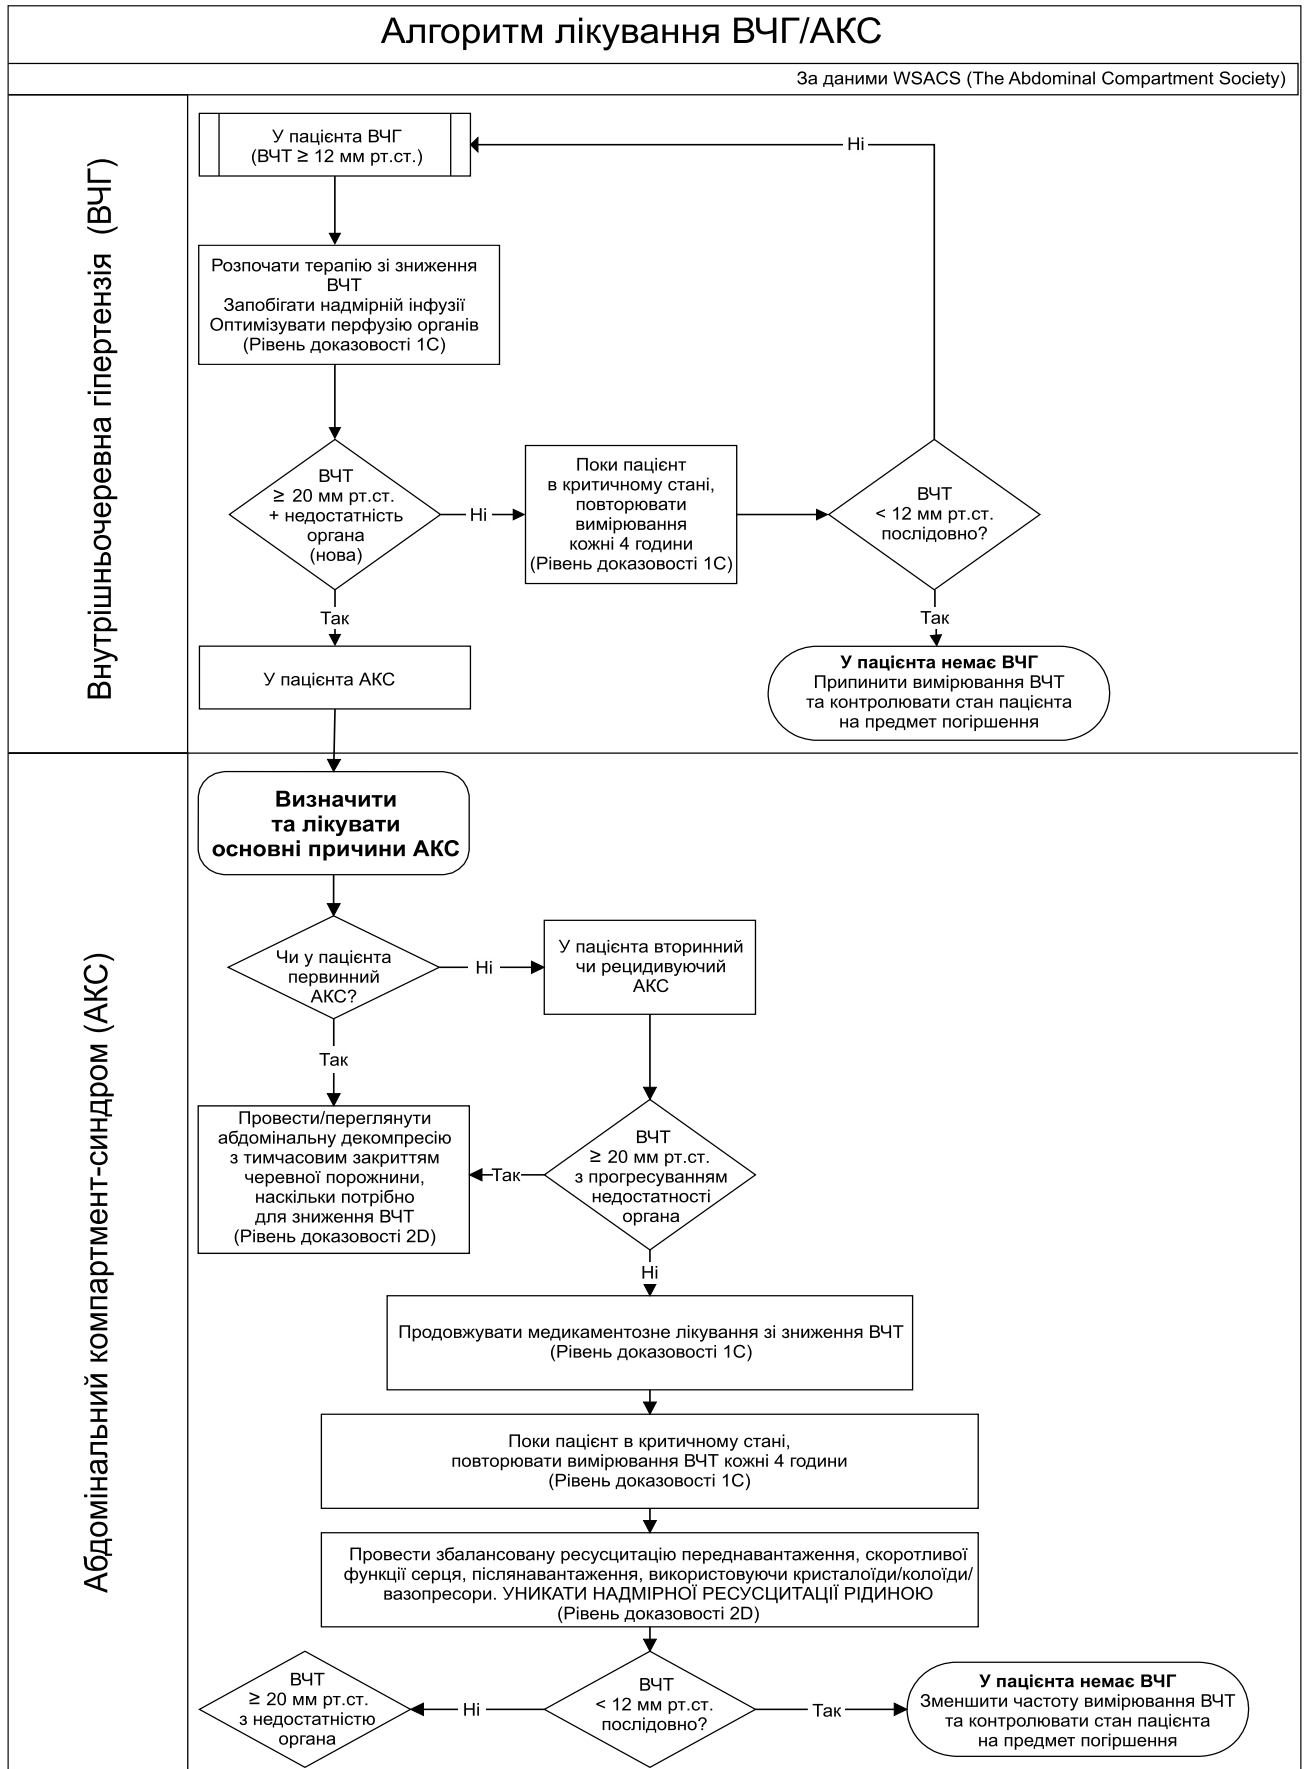 Алгоритм лікування ВЧГ/АКС
За даними WSACS (The Abdominal Compartment Society)
Внутрішньочеревна гіпертензія (ВЧГ)
У пацієнта ВЧГ
(ВЧТ ≥ 12 мм рт.ст.)
Ні
Розпочати терапію зі зниження
ВЧТ
Запобігати надмірній інфузії
Оптимізувати перфузію органів
(Рівень доказовості 1С)
ВЧТ
≥ 20 мм рт.ст.
+ недостатність
органа
(нова)
Ні
Поки пацієнт
в критичному стані,
повторювати
вимірювання
кожні 4 години
(Рівень доказовості 1С)
ВЧТ
< 12 мм рт.ст.
послідовно?
Так
Так
У пацієнта АКС
У пацієнта немає ВЧГ
Припинити вимірювання ВЧТ
та контролювати стан пацієнта
на предмет погіршення
Абдомінальний компартмент-синдром (АКС)
Визначити
та лікувати
основні причини АКС
Чи у пацієнта
первинний
АКС?
Ні
У пацієнта вторинний
чи рецидивуючий
АКС
Так
Провести/переглянути
абдомінальну декомпресію
з тимчасовим закриттям
черевної порожнини,
наскільки потрібно
для зниження ВЧТ
(Рівень доказовості 2D)
Так
ВЧТ
≥ 20 мм рт.ст.
з прогресуванням
недостатності
органа
Ні
Продовжувати медикаментозне лікування зі зниження ВЧТ
(Рівень доказовості 1С)
Поки пацієнт в критичному стані,
повторювати вимірювання ВЧТ кожні 4 години
(Рівень доказовості 1С)
Провести збалансовану ресусцитацію переднавантаження, скоротливої
функції серця, післянавантаження, використовуючи кристалоїди/колоїди/
вазопресори. УНИКАТИ НАДМІРНОЇ РЕСУСЦИТАЦІЇ РІДИНОЮ
(Рівень доказовості 2D)
ВЧТ
≥ 20 мм рт.ст.
з недостатністю
органа
Ні
ВЧТ
< 12 мм рт.ст.
послідовно?
Так
У пацієнта немає ВЧГ
Зменшити частоту вимірювання ВЧТ
та контролювати стан пацієнта
на предмет погіршення